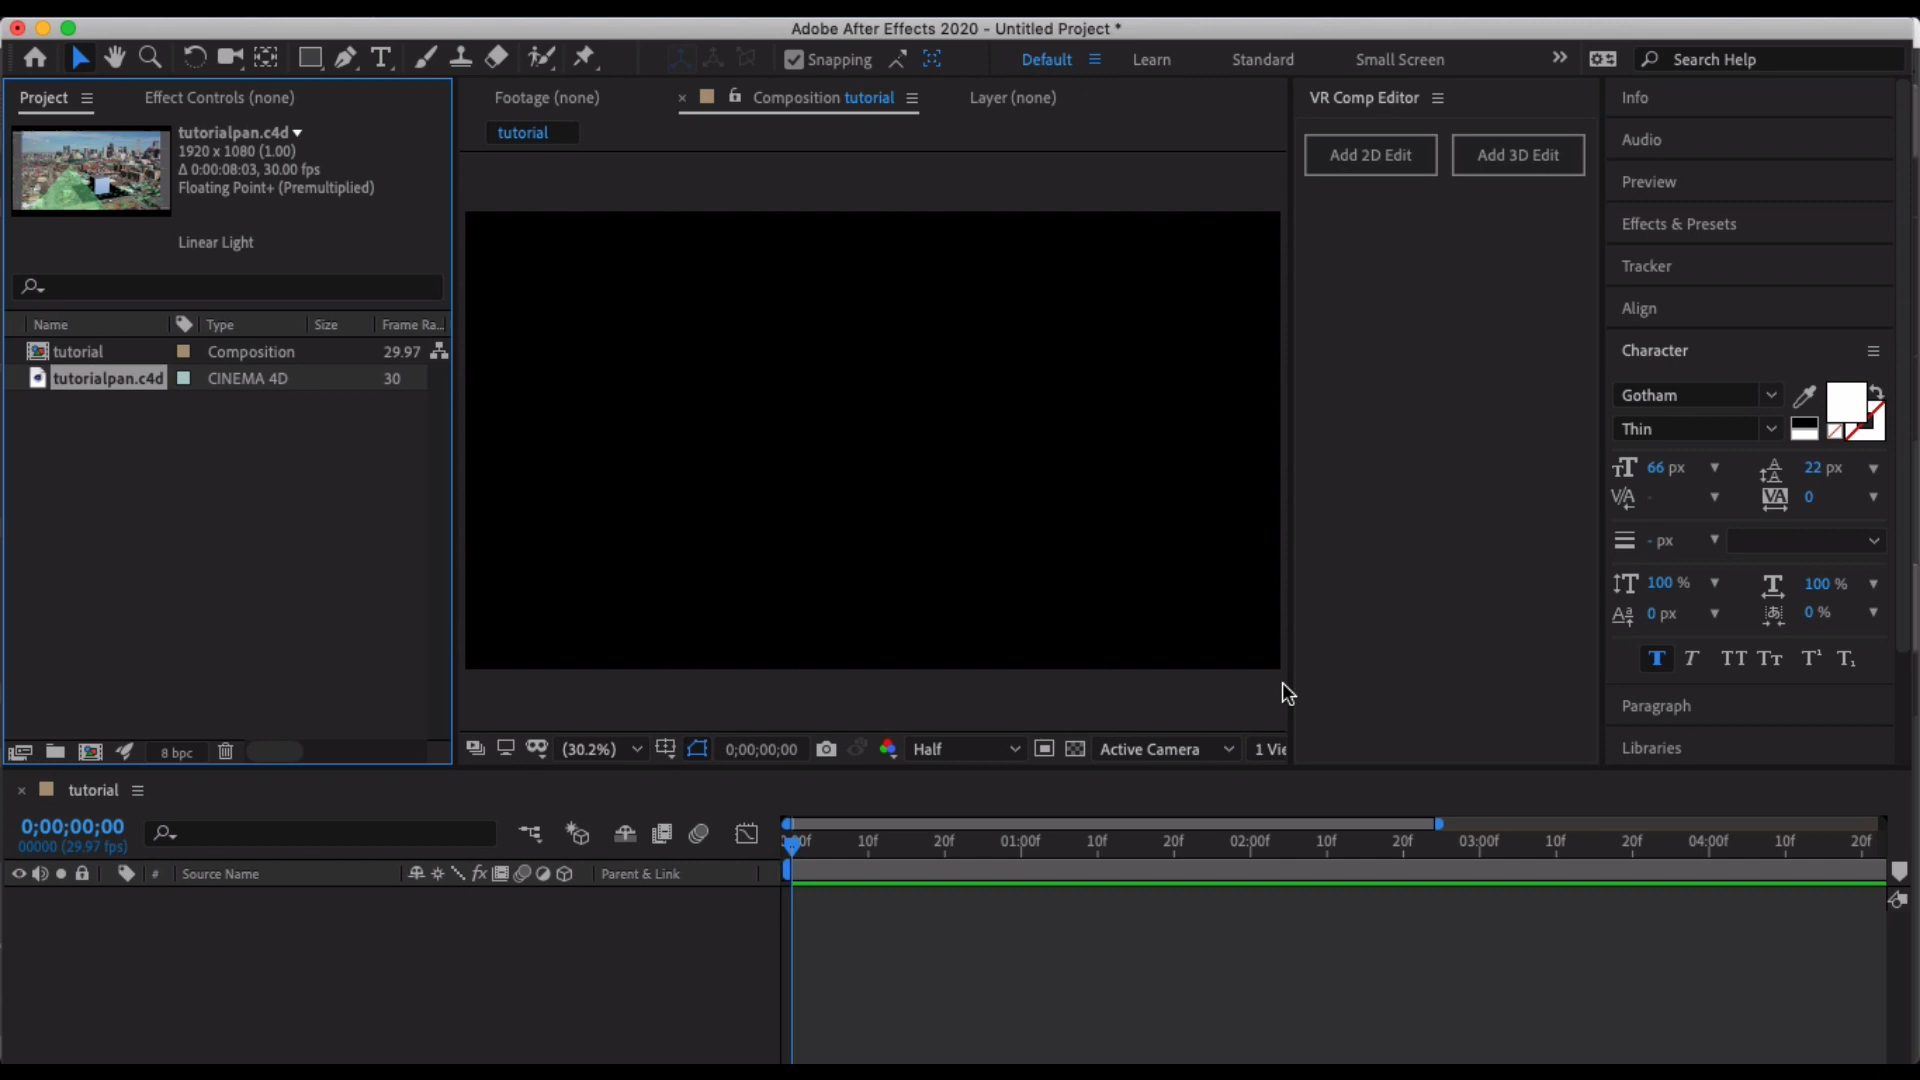 Adobe After Effects 2020 - Untitled Project *
Snapping
Default
Learn
Standard
Small Screen
Search Help
Project
Effect Controls (none)
tutorialpan.c4d
1920 x 1080 (1.00)
Δ 0:00:08:03, 30.00 fps
Floating Point+ (Premultiplied)
Linear Light
Name
Type
Size
Frame Ra...
tutorial
Composition
29.97
tutorialpan.c4d
CINEMA 4D
30
8 bpc
Footage (none)
Composition tutorial
Layer (none)
tutorial
(30.2%)
0;00;00;00
Half
Active Camera
1 Vie
VR Comp Editor
Add 2D Edit
Add 3D Edit
Info
Audio
Preview
Effects & Presets
Tracker
Align
Character
Gotham
Thin
66 px
22 px
-
0
- px
100 %
100 %
0 px
0 %
Paragraph
Libraries
tutorial
0;00;00;00
00000 (29.97 fps)
# Source Name
Parent & Link
10f
20f
01:00f
10f
20f
02:00f
10f
20f
03:00f
10f
20f
04:00f
10f
20f